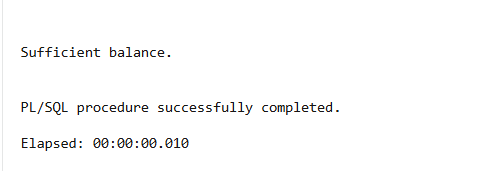 Sufficient balance.
PL/SQL procedure successfully completed.
Elapsed: 00:00:00.010